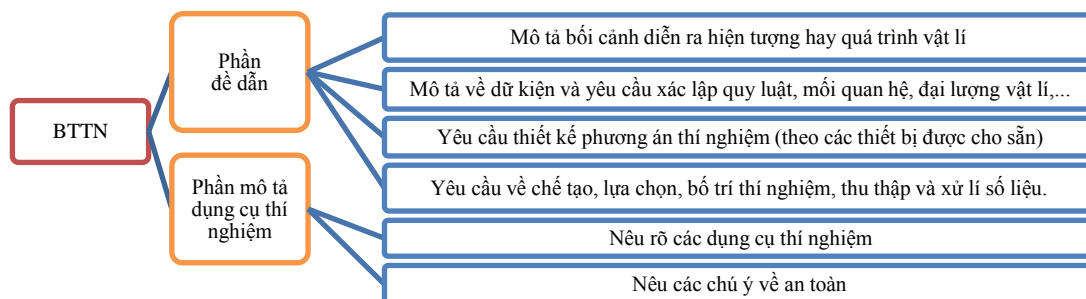 BTTN
Phần
đề dẫn
Mô tả bối cảnh diễn ra hiện tượng hay quá trình vật lí
Mô tả về dữ kiện và yêu cầu xác lập quy luật, mối quan hệ, đại lượng vật lí,...
Yêu cầu thiết kế phương án thí nghiệm (theo các thiết bị được cho sẵn)
Yêu cầu về chế tạo, lựa chọn, bố trí thí nghiệm, thu thập và xử lí số liệu.
Phần mô tả
dụng cụ thí
nghiệm
Nêu rõ các dụng cụ thí nghiệm
Nêu các chú ý về an toàn